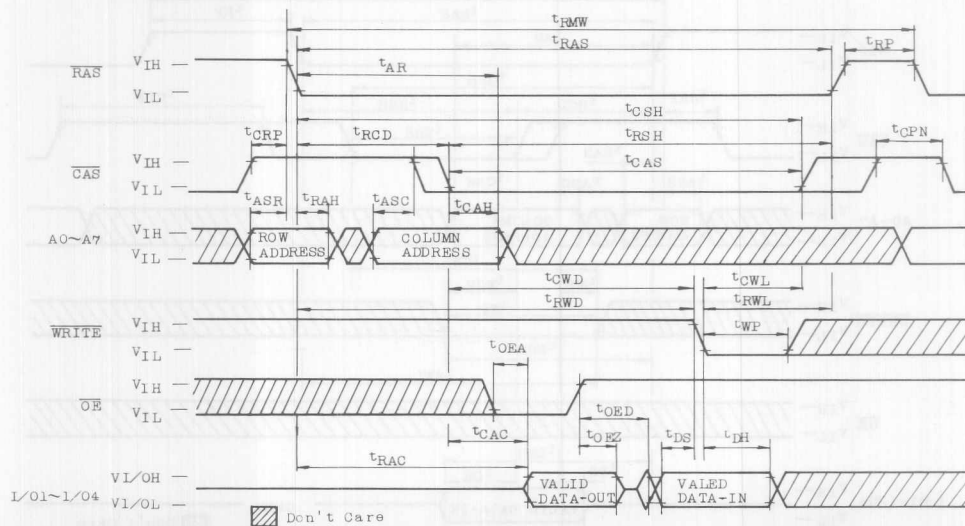 tRMW
tRAS
tRP
tAR
RAS
VIH
VIL
tCSH
tRSH
tCRP
tRCD
tCPN
tCAS
CAS
VIH
VIL
tASR
tRAH
tASC
tCAH
A0~A7
VIH
VIL
ROW
ADDRESS
COLUMN
ADDRESS
tCWD
tCWL
tRWD
tRWL
WRITE
VIH
VIL
tWP
tOEA
OE
VIH
VIL
tOED
tCAC
tOEZ
tDS
tDH
tRAC
I/O1~I/O4
VI/OH
VI/OL
VALID
DATA-OUT
VALED
DATA-IN
Don't Care